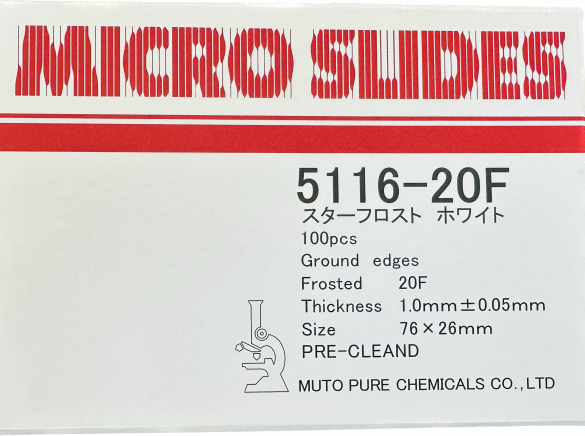 MICRO SLIDES
5116-20F
スターフロスト ホワイト
100pcs
Ground edges
Frosted 20F
Thickness 1.0mm±0.05mm
Size 76×26mm
PRE-CLEAND
MUTO PURE CHEMICALS CO.,LTD